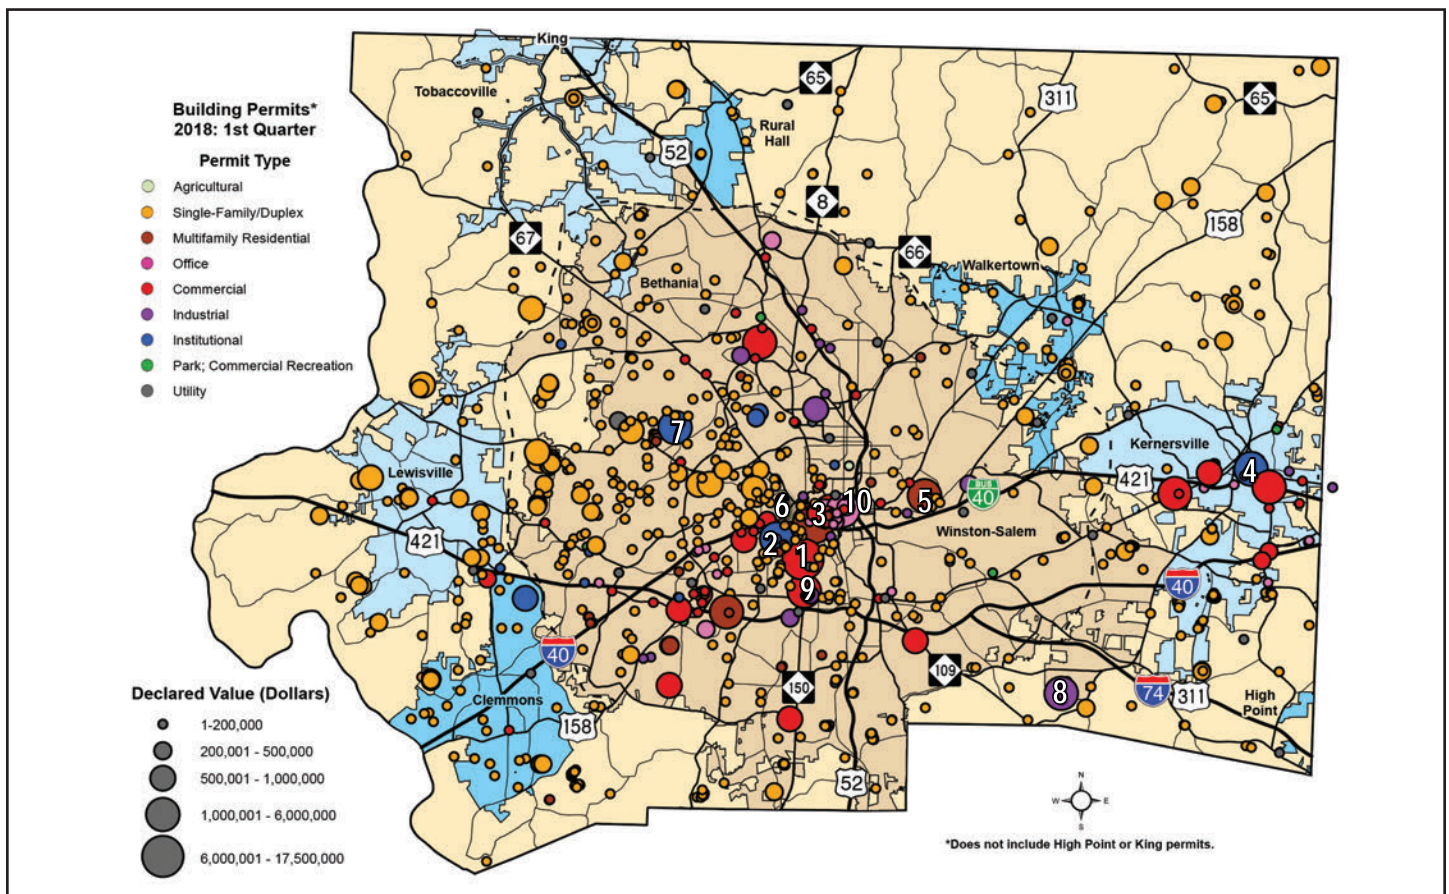 Building Permits*
2018: 1st Quarter
Permit Type
Agricultural
Single-Family/Duplex
Multifamily Residential
Office
Commercial
Industrial
Institutional
Park; Commercial Recreation
Utility
King
Tobaccoville
65
311
65
Rural
Hall
52
8
158
67
66
Walkertown
Bethania
7
Kernersville
4
Lewisville
421
BUS
40
5
10
6
3
Winston-Salem
2
421
1
9
40
40
109
150
8
74
311
High
Point
Clemmons
158
52
Declared Value (Dollars)
1-200,000
200,001 - 500,000
500,001 - 1,000,000
1,000,001 - 6,000,000
6,000,001 - 17,500,000
N
W E
S
*Does not include High Point or King permits.